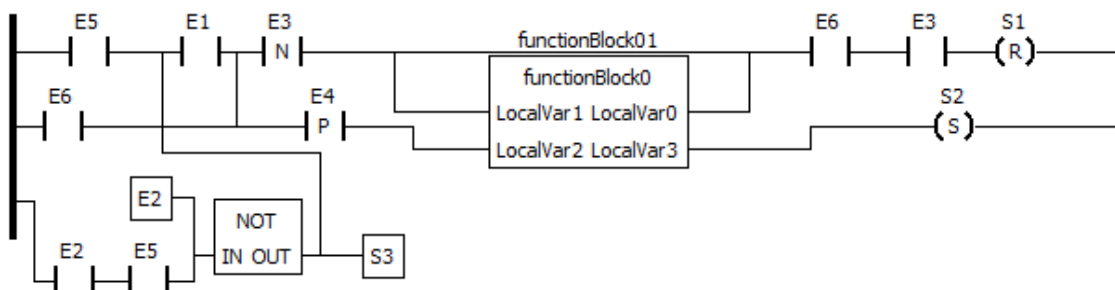 E5 E1 E3 functionBlock01 E6 E3 S1
N R
functionBlock0
E6 E4 LocalVar1 LocalVar0 S2
P LocalVar2 LocalVar3 S
E2
NOT
E2 E5 IN OUT S3